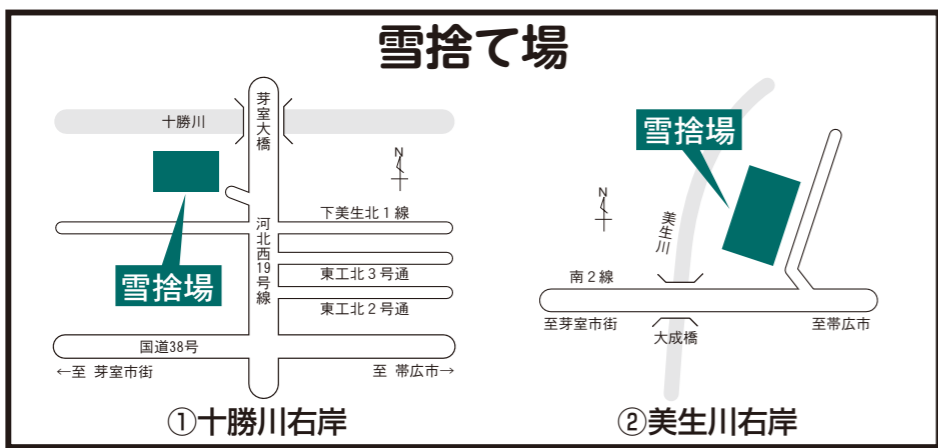 雪捨て場
芽室大橋
十勝川
N
雪捨場
下美生北1線
河北西19号線
東工北3号通
東工北2号通
国道38号
←至 芽室市街
至 帯広市→
①十勝川右岸
雪捨場
N
美生川
南2線
至芽室市街
大成橋
至帯広市
②美生川右岸